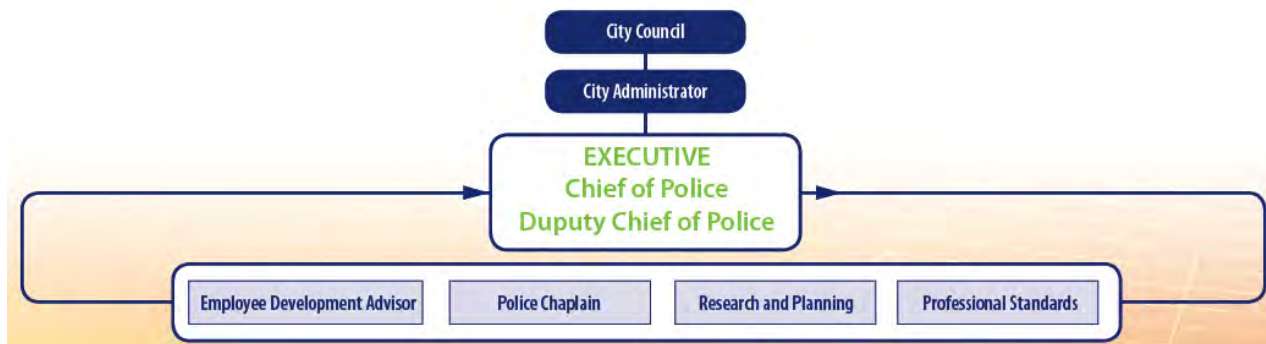 City Council
City Administrator
EXECUTIVE
Chief of Police
Duputy Chief of Police
Employee Development Advisor
Police Chaplain
Research and Planning
Professional Standards